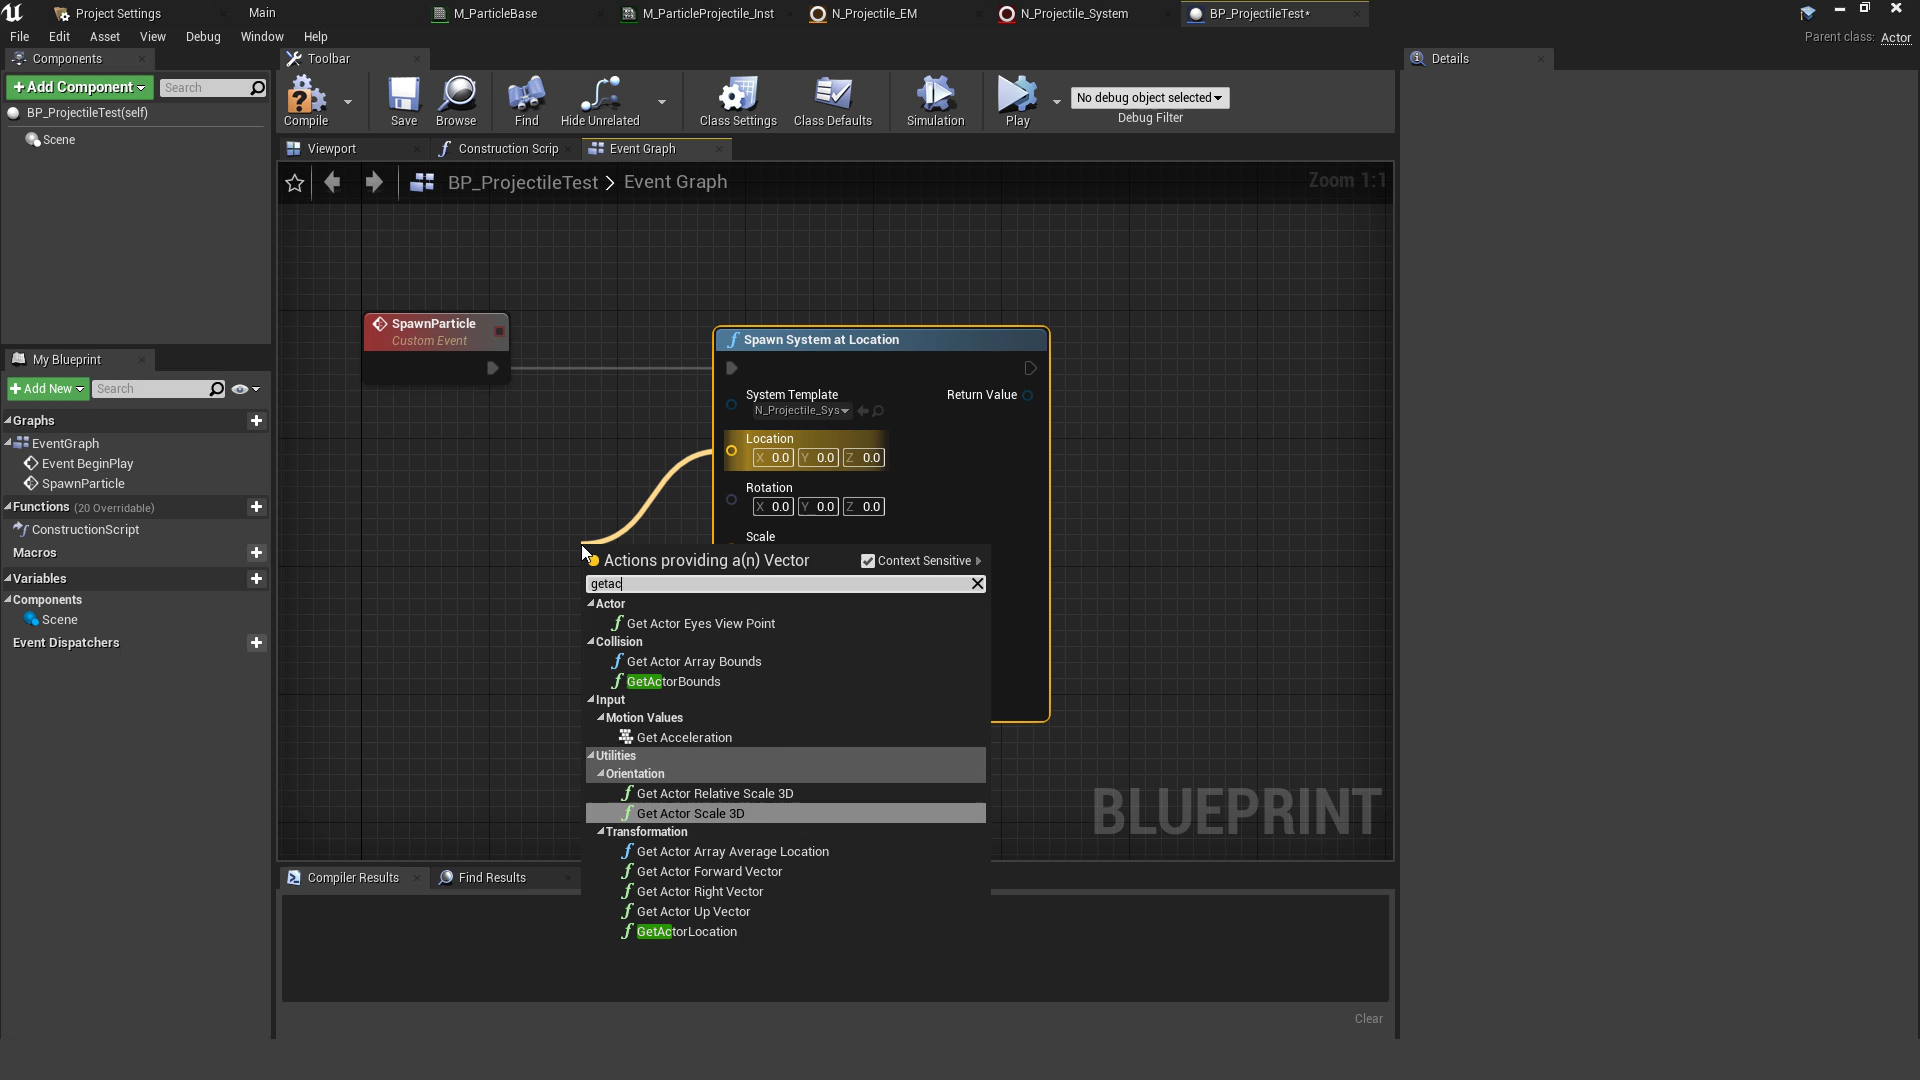 Project Settings
Main
M_ParticleBase
M_ParticleProjectile_Inst
N_Projectile_EM
N_Projectile_System
BP_ProjectileTest*
File Edit Asset View Debug Window Help
Parent class: Actor
Components
Toolbar
Details
+Add Component
Search
BP_ProjectileTest(self)
Scene
Compile
Save
Browse
Find
Hide Unrelated
Class Settings
Class Defaults
Simulation
Play
No debug object selected
Debug Filter
Viewport
Construction Scrip
Event Graph
BP_ProjectileTest > Event Graph
Zoom 1:1
SpawnParticle
Custom Event
Spawn System at Location
System Template
N_Projectile_Sys
Return Value
Location
X 0.0 Y 0.0 Z 0.0
Rotation
X 0.0 Y 0.0 Z 0.0
Scale
My Blueprint
+Add New
Search
Graphs
EventGraph
Event BeginPlay
SpawnParticle
Functions (20 Overridable)
ConstructionScript
Macros
Variables
Components
Scene
Event Dispatchers
Actions providing a(n) Vector
Context Sensitive
getac
Actor
Get Actor Eyes View Point
Collision
Get Actor Array Bounds
GetActorBounds
Input
Motion Values
Get Acceleration
Utilities
Orientation
Get Actor Relative Scale 3D
Get Actor Scale 3D
Transformation
Get Actor Array Average Location
Get Actor Forward Vector
Get Actor Right Vector
Get Actor Up Vector
GetActorLocation
BLUEPRINT
Compiler Results
Find Results
Clear